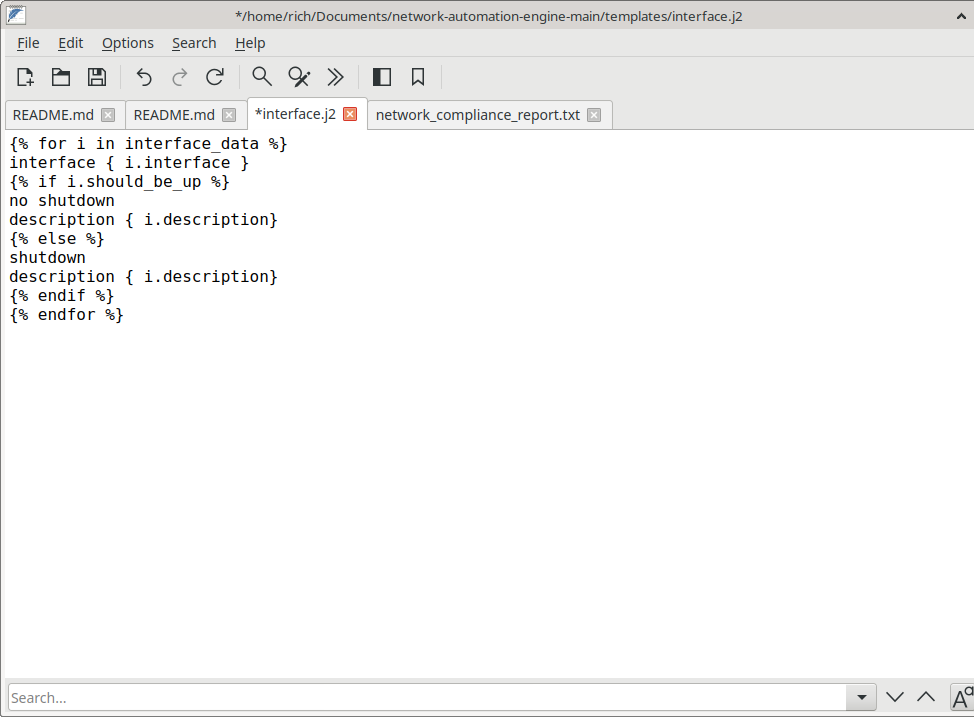 */home/rich/Documents/network-automation-engine-main/templates/interface.j2
File Edit Options Search Help
README.md README.md *interface.j2 network_compliance_report.txt
{% for i in interface_data %}
interface { i.interface }
{% if i.should_be_up %}
no shutdown
description { i.description}
{% else %}
shutdown
description { i.description}
{% endif %}
{% endfor %}
Search... Aa